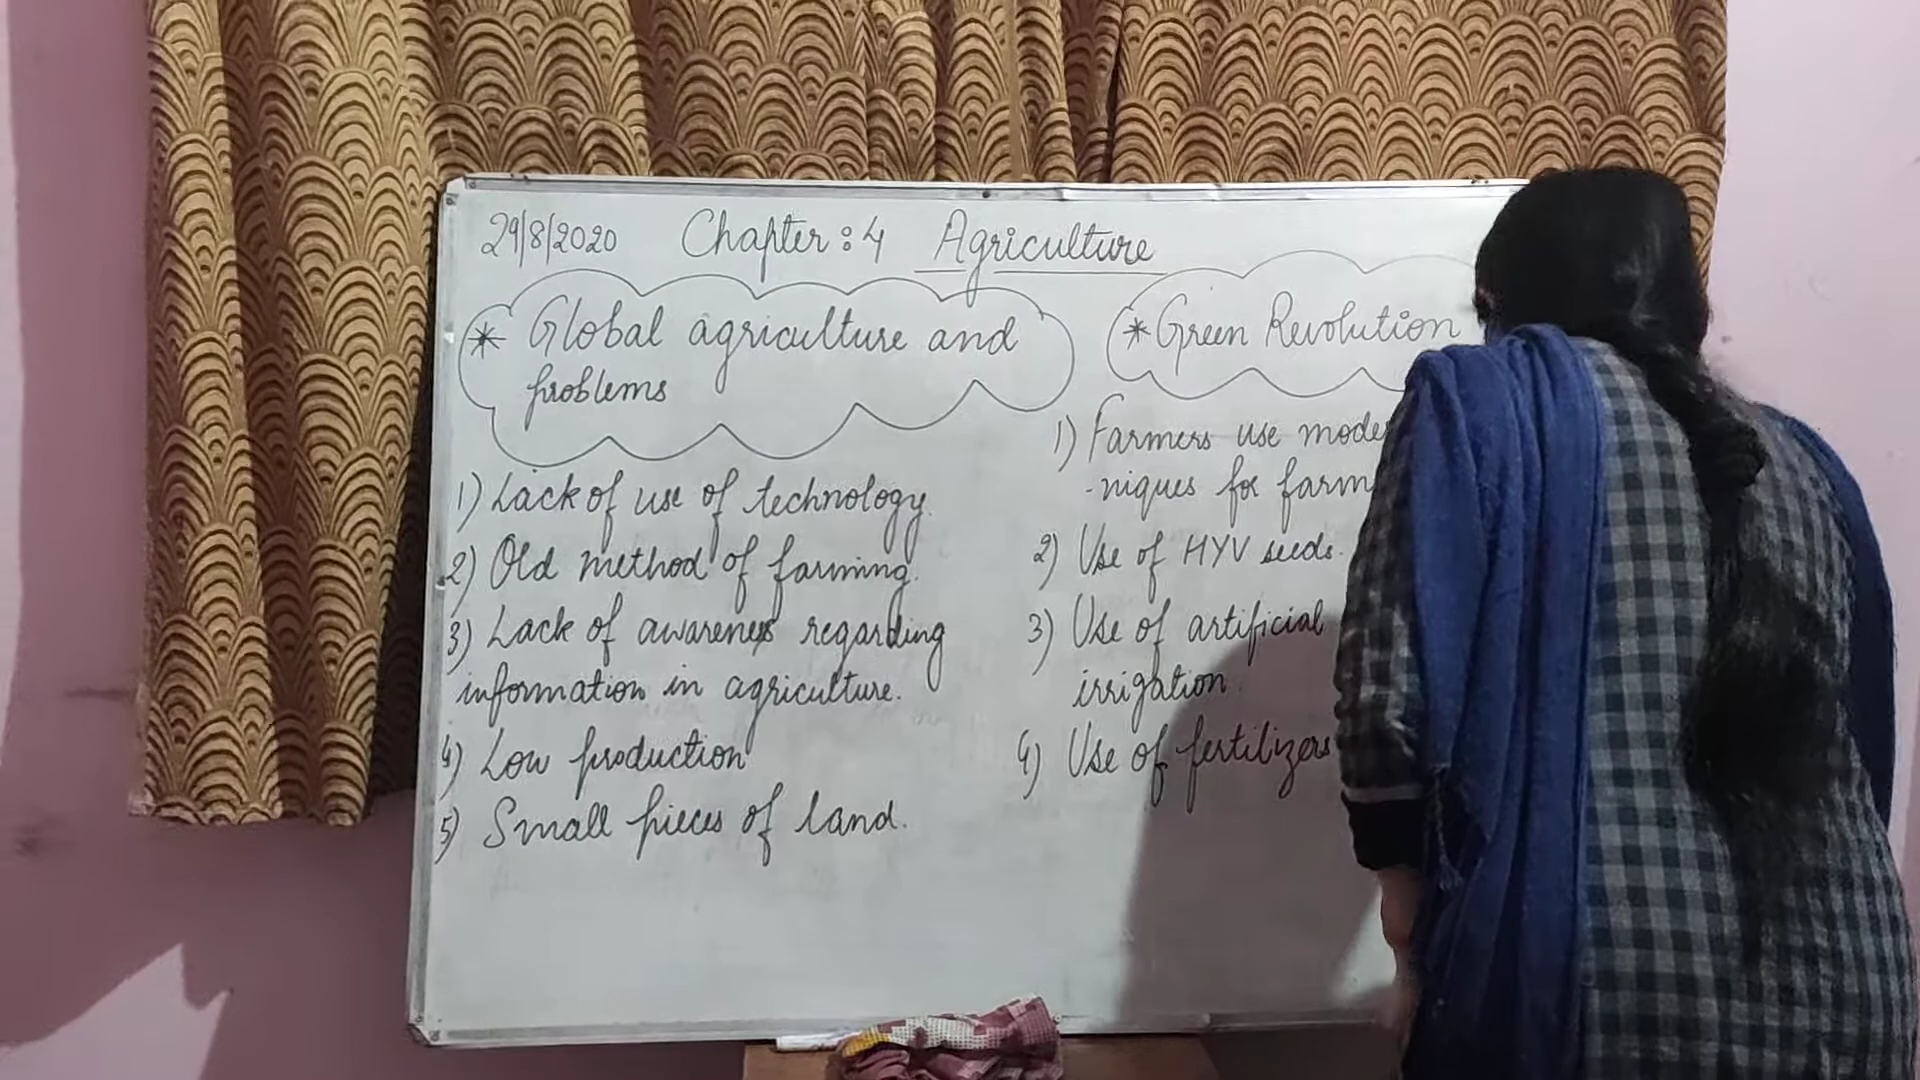 29/8/2020 Chapter : 4 Agriculture
* Global agriculture and
problems
1) Lack of use of technology.
2) Old method of farming.
3) Lack of awareness regarding
information in agriculture.
4) Low production
5) Small pieces of land.
* Green Revolution
1) Farmers use
-niques for
2) Use of HYV seeds.
3) Use of artificial
irrigation
4) Use of fertilizers